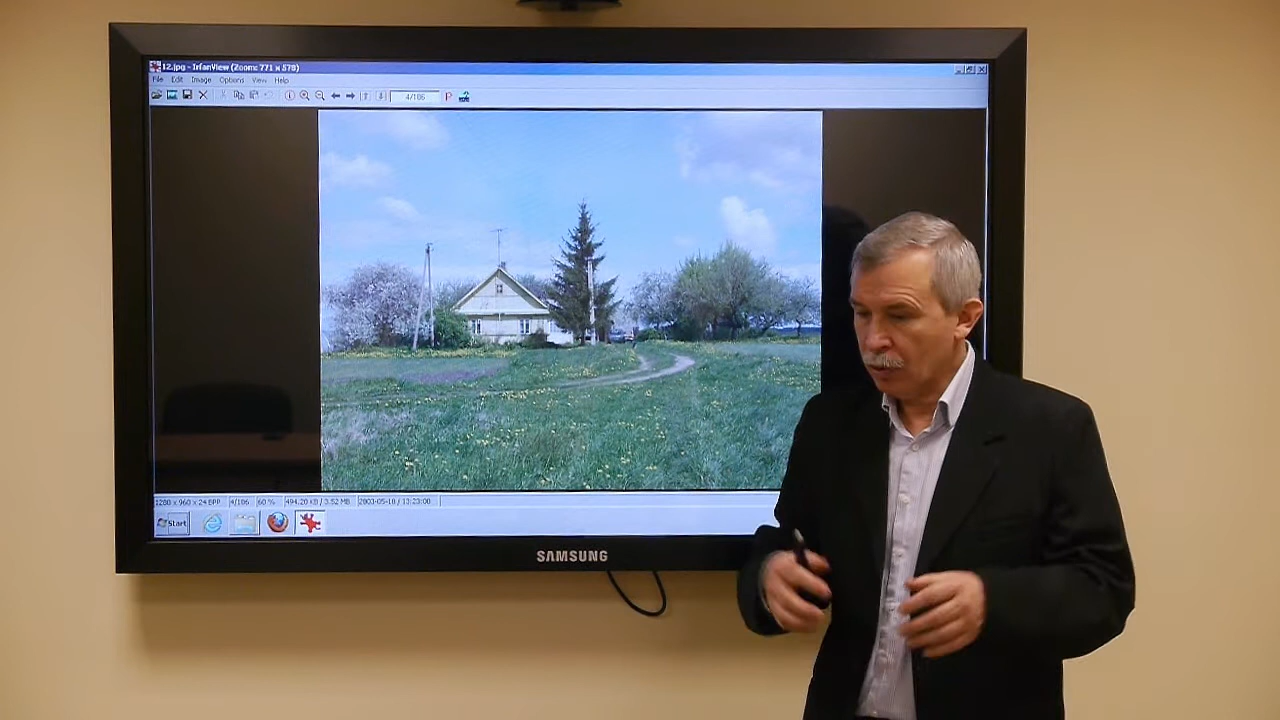 12.jpg - IrfanView (Zoom: 771 x 578)
File Edit Image Options View Help
4/106
1280 x 960 x 24 BPP 4/106 60 % 494.20 KB / 3.52 MB 2003-05-10 / 13:23:00
Start
SAMSUNG